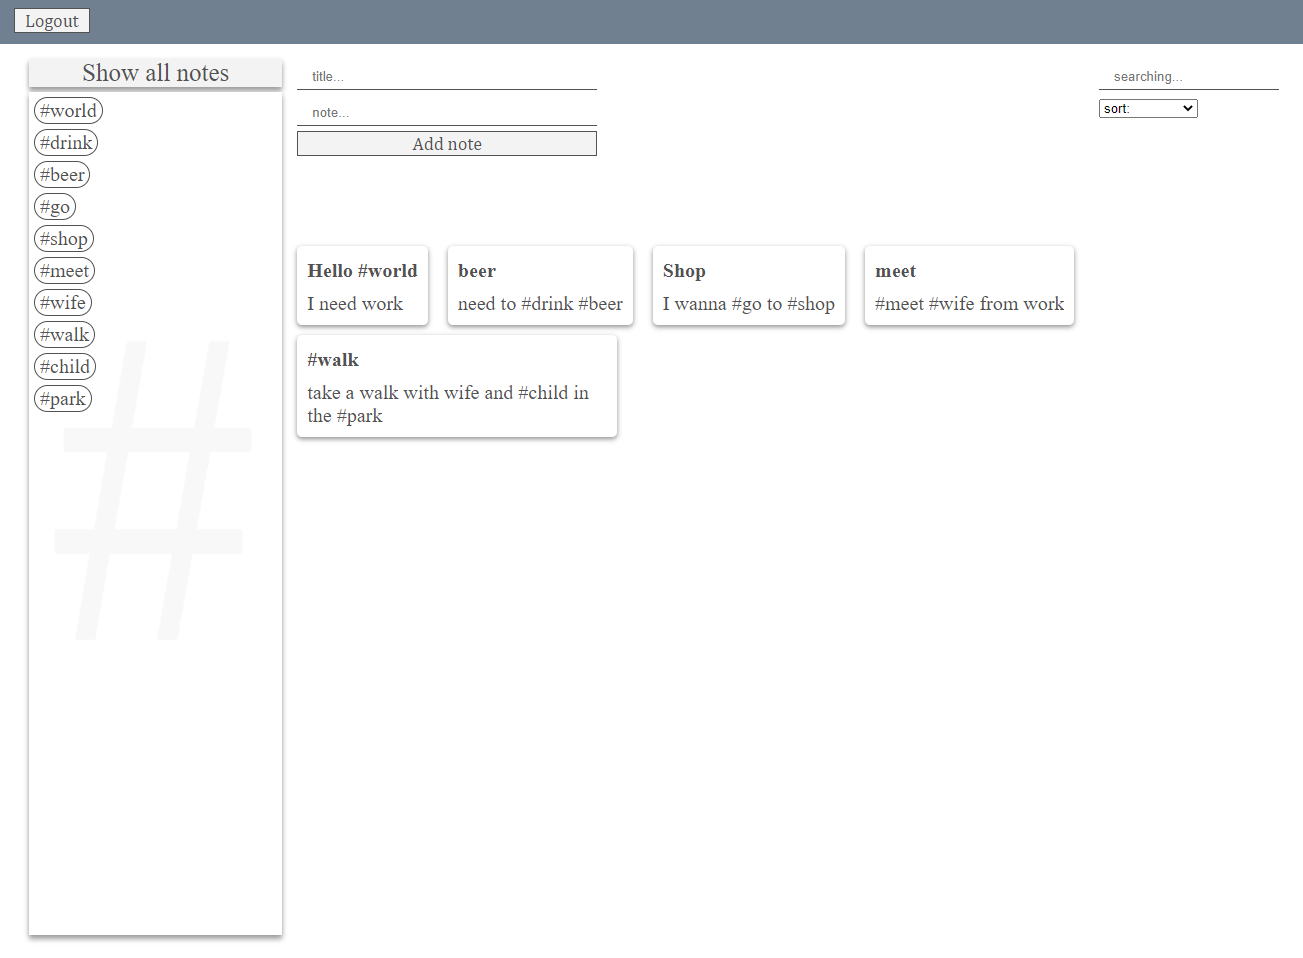 Logout
Show all notes
#world
#drink
#beer
#go
#shop
#meet
#wife
#walk
#child
#park
#
title...
note...
Add note
searching...
sort:
Hello #world
I need work
beer
need to #drink #beer
Shop
I wanna #go to #shop
meet
#meet #wife from work
#walk
take a walk with wife and #child in
the #park